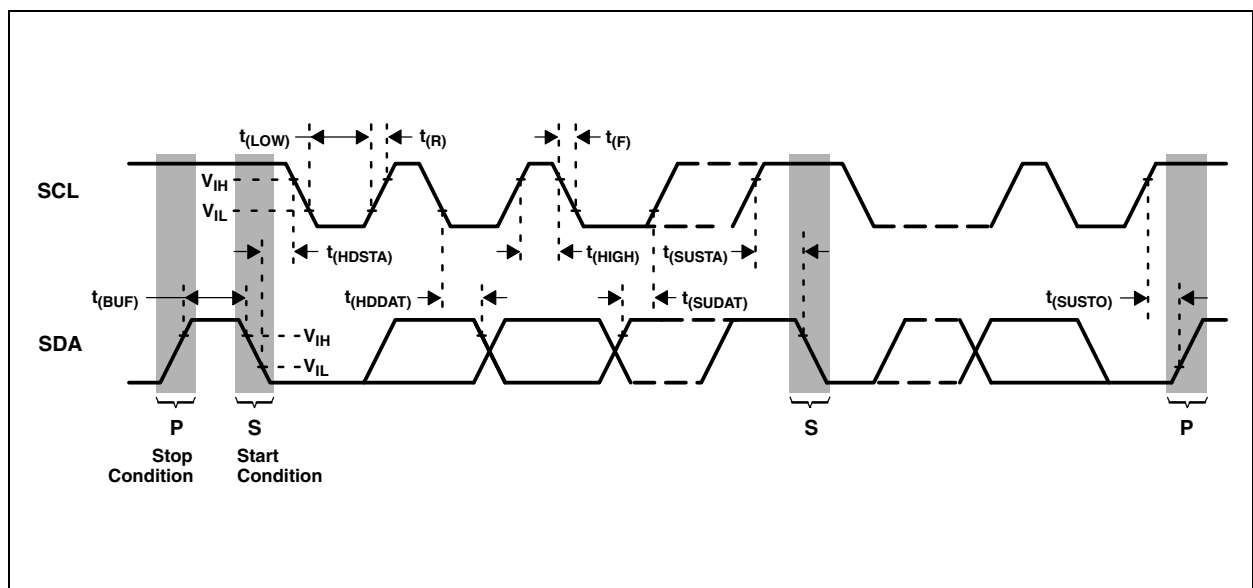 t(LOW)
t(R)
t(F)
SCL
VIH
VIL
t(HDSTA)
t(HIGH)
t(SUSTA)
t(BUF)
t(HDDAT)
t(SUDAT)
t(SUSTO)
SDA
VIH
VIL
P
S
S
P
Stop
Condition
Start
Condition